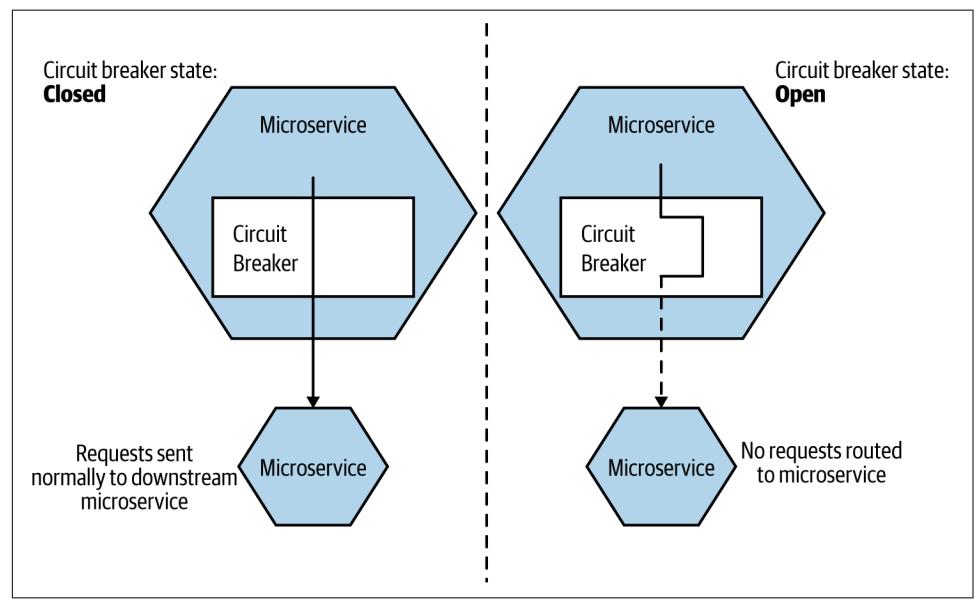 Circuit breaker state:
Closed
Microservice
Circuit
Breaker
Requests sent
normally to downstream
microservice
Microservice
Circuit breaker state:
Open
Microservice
Circuit
Breaker
Microservice
No requests routed
to microservice